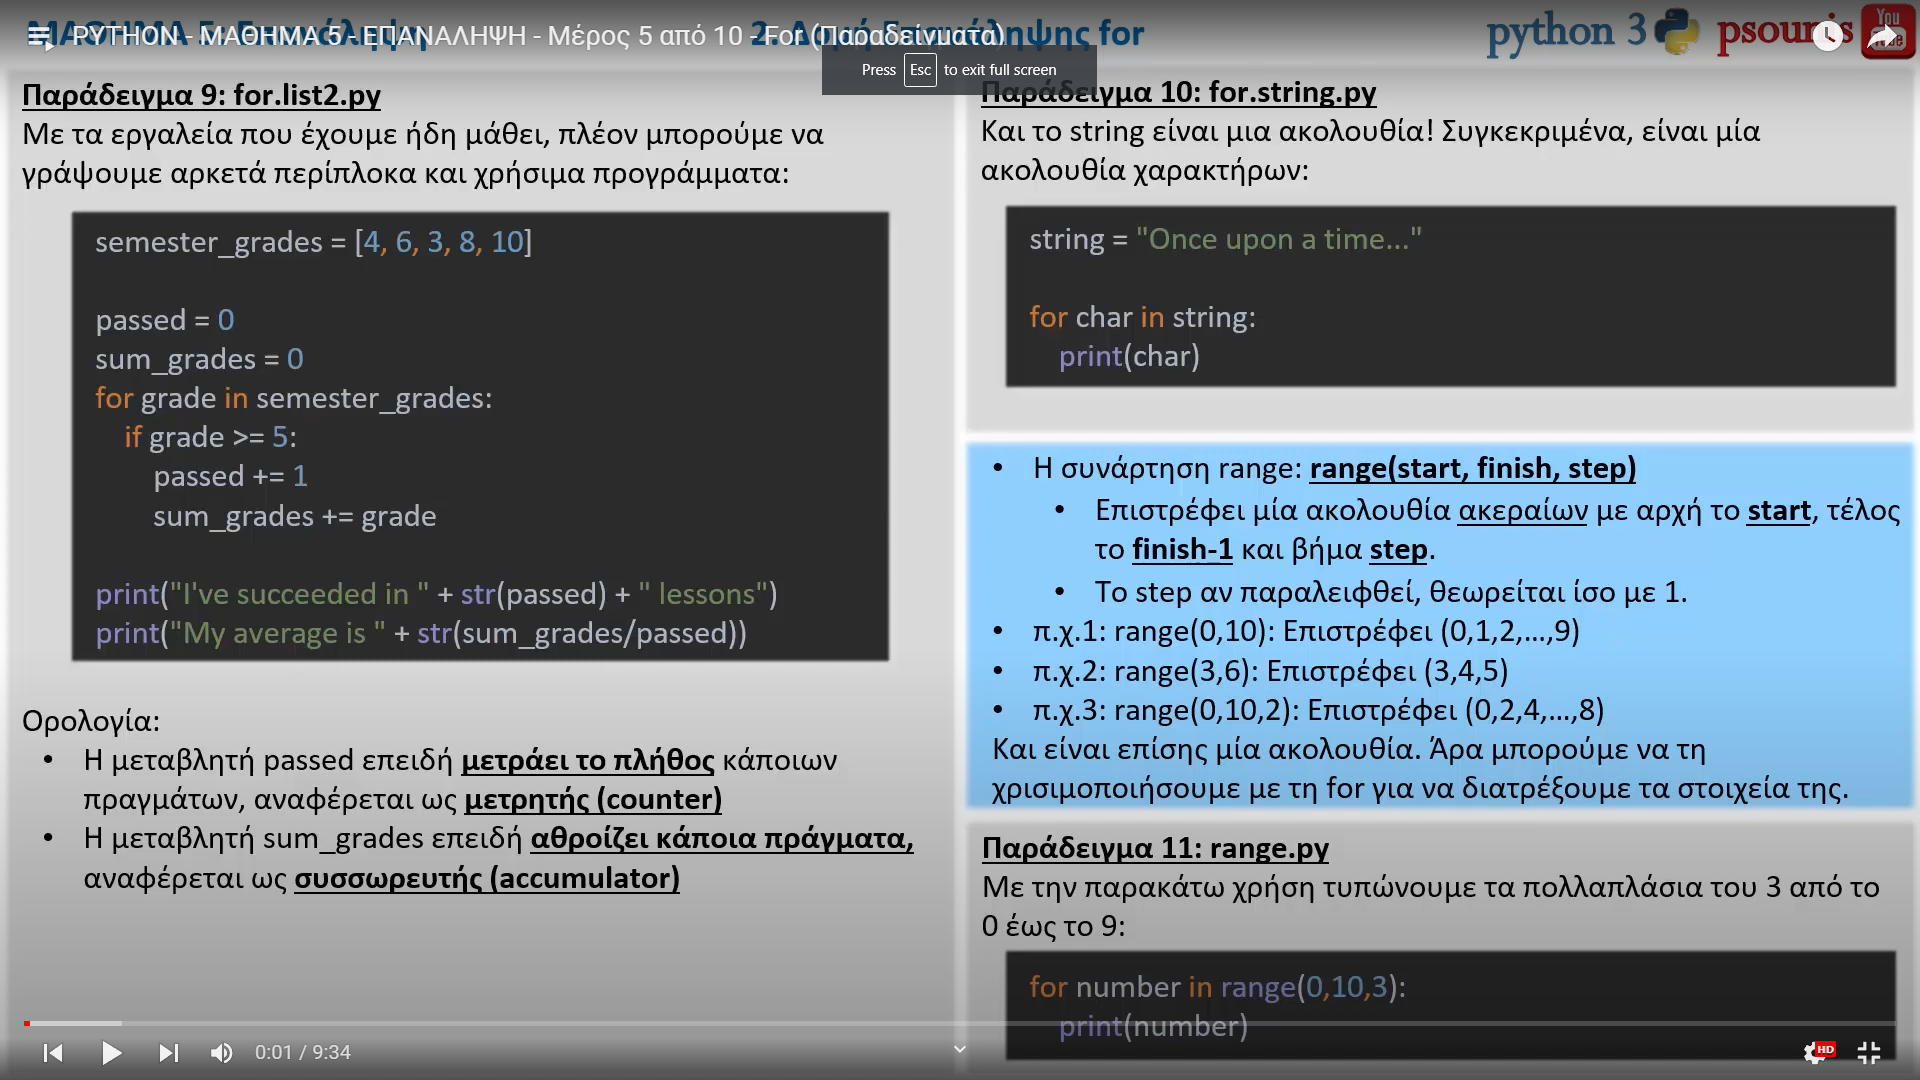 PYTHON - ΜΑΘΗΜΑ 5 - ΕΠΑΝΑΛΗΨΗ - Μέρος 5 από 10 - For (Παραδείγματα)
python 3
psounis
You
Press Esc to exit full screen
Παράδειγμα 9: for.list2.py
Με τα εργαλεία που έχουμε ήδη μάθει, πλέον μπορούμε να
γράψουμε αρκετά περίπλοκα και χρήσιμα προγράμματα:
semester_grades = [4, 6, 3, 8, 10]
passed = 0
sum_grades = 0
for grade in semester_grades:
if grade >= 5:
passed += 1
sum_grades += grade
print("I've succeeded in " + str(passed) + " lessons")
print("My average is " + str(sum_grades/passed))
Ορολογία:
• Η μεταβλητή passed επειδή μετράει το πλήθος κάποιων
πραγμάτων, αναφέρεται ως μετρητής (counter)
• Η μεταβλητή sum_grades επειδή αθροίζει κάποια πράγματα,
αναφέρεται ως συσσωρευτής (accumulator)
Παράδειγμα 10: for.string.py
Και το string είναι μια ακολουθία! Συγκεκριμένα, είναι μία
ακολουθία χαρακτήρων:
string = "Once upon a time..."
for char in string:
print(char)
• Η συνάρτηση range: range(start, finish, step)
• Επιστρέφει μία ακολουθία ακεραίων με αρχή το start, τέλος
το finish-1 και βήμα step.
• Το step αν παραλειφθεί, θεωρείται ίσο με 1.
• π.χ.1: range(0,10): Επιστρέφει (0,1,2,...,9)
• π.χ.2: range(3,6): Επιστρέφει (3,4,5)
• π.χ.3: range(0,10,2): Επιστρέφει (0,2,4,...,8)
Και είναι επίσης μία ακολουθία. Άρα μπορούμε να τη
χρισιμοποιήσουμε με τη for για να διατρέξουμε τα στοιχεία της.
Παράδειγμα 11: range.py
Με την παρακάτω χρήση τυπώνουμε τα πολλαπλάσια του 3 από το
0 έως το 9:
for number in range(0,10,3):
print(number)
0:01 / 9:34
HD